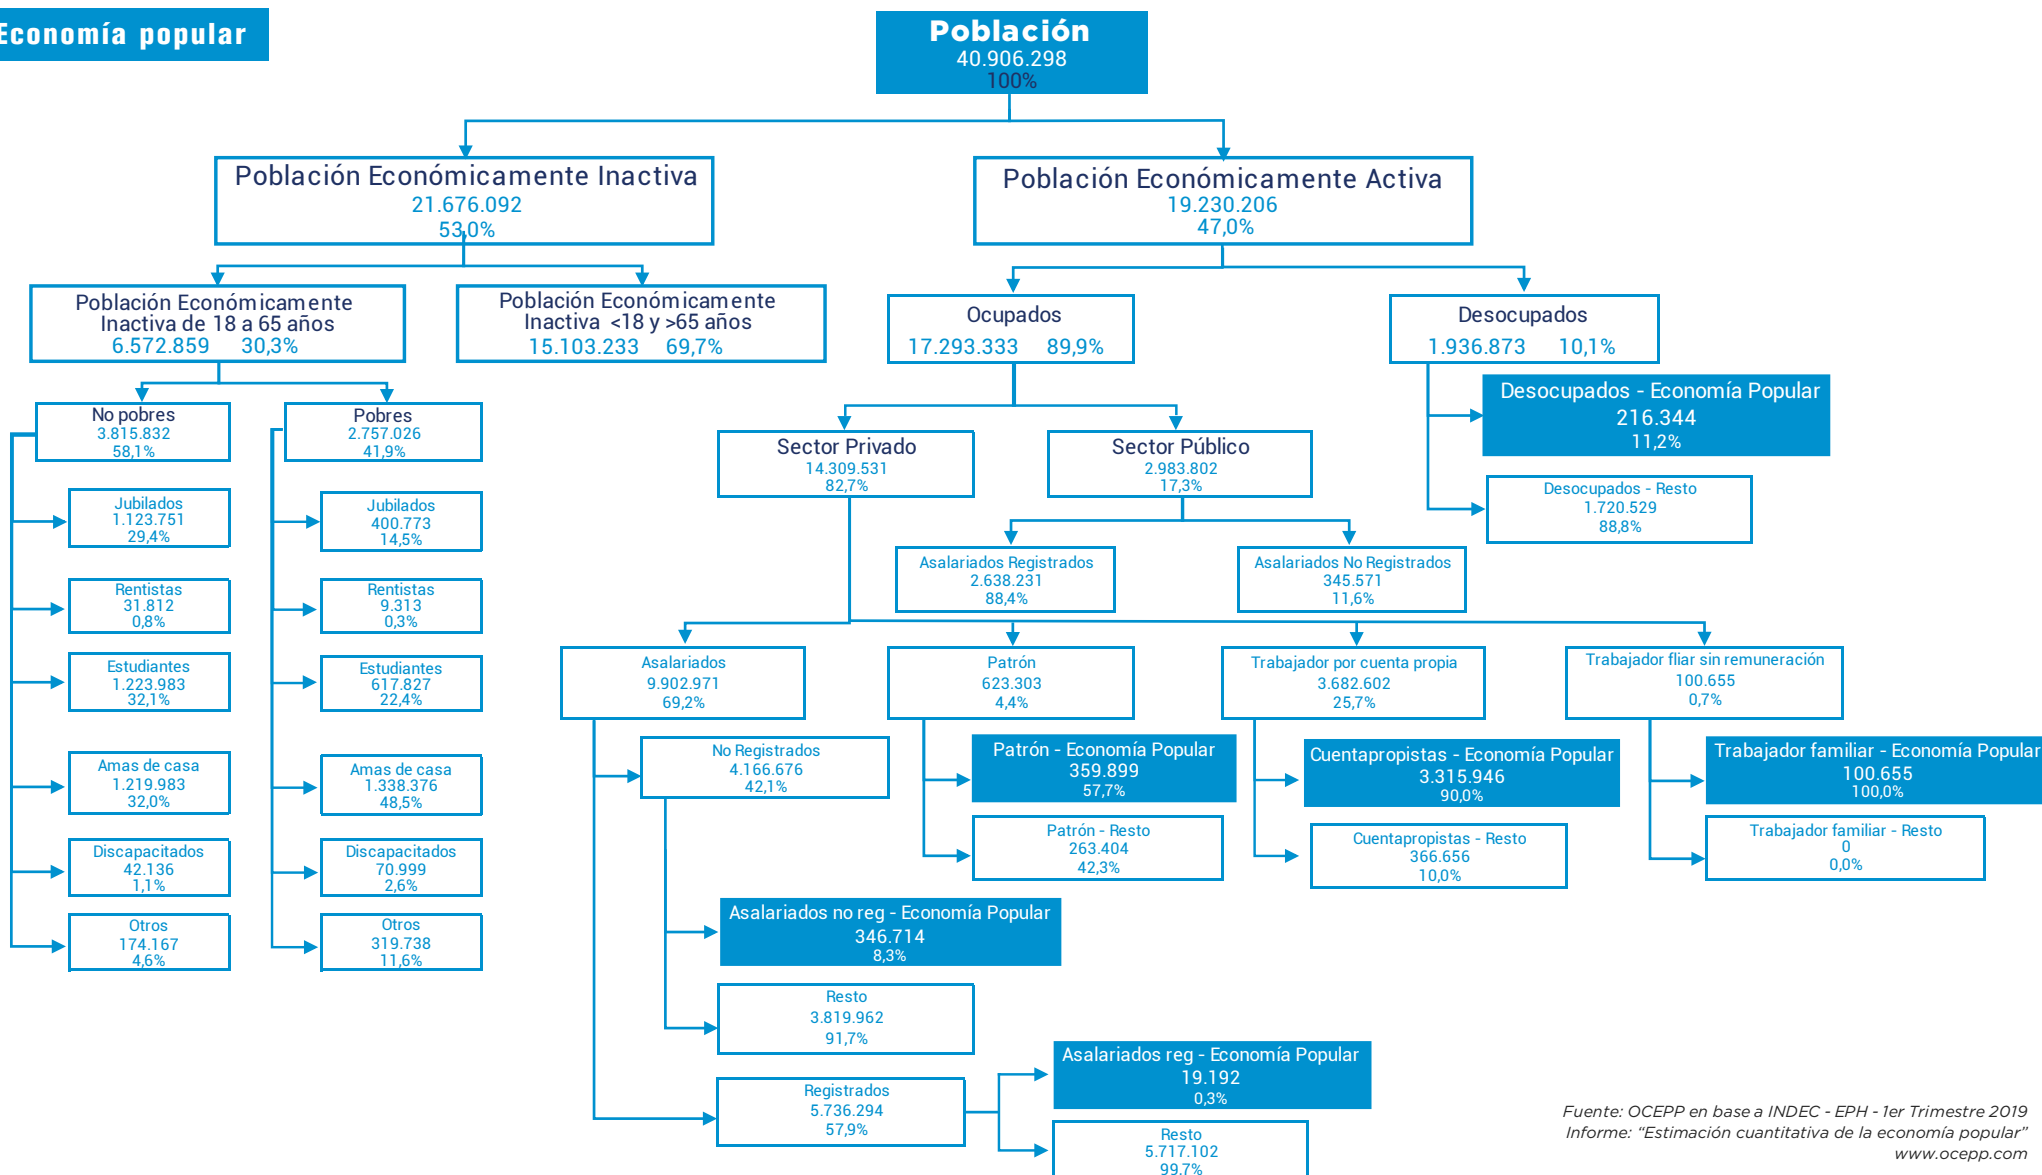 Economía popular
Población
40.906.298
100%
Población Económicamente Inactiva
21.676.092
53,0%
Población Económicamente Activa
19.230.206
47,0%
Población Económicamente
Inactiva de 18 a 65 años
6.572.859 30,3%
Población Económicamente
Inactiva <18 y >65 años
15.103.233 69,7%
Ocupados
17.293.333 89,9%
Desocupados
1.936.873 10,1%
Desocupados - Economía Popular
216.344
11,2%
Desocupados - Resto
1.720.529
88,8%
No pobres
3.815.832
58,1%
Pobres
2.757.026
41,9%
Sector Privado
14.309.531
82,7%
Sector Público
2.983.802
17,3%
Jubilados
1.123.751
29,4%
Rentistas
31.812
0,8%
Estudiantes
1.223.983
32,1%
Amas de casa
1.219.983
32,0%
Discapacitados
42.136
1,1%
Otros
174.167
4,6%
Jubilados
400.773
14,5%
Rentistas
9.313
0,3%
Estudiantes
617.827
22,4%
Amas de casa
1.338.376
48,5%
Discapacitados
70.999
2,6%
Otros
319.738
11,6%
Asalariados Registrados
2.638.231
88,4%
Asalariados No Registrados
345.571
11,6%
Asalariados
9.902.971
69,2%
Patrón
623.303
4,4%
Trabajador por cuenta propia
3.682.602
25,7%
Trabajador fliar sin remuneración
100.655
0,7%
No Registrados
4.166.676
42,1%
Patrón - Economía Popular
359.899
57,7%
Cuentapropistas - Economía Popular
3.315.946
90,0%
Trabajador familiar - Economía Popular
100.655
100,0%
Patrón - Resto
263.404
42,3%
Cuentapropistas - Resto
366.656
10,0%
Trabajador familiar - Resto
0
0,0%
Asalariados no reg - Economía Popular
346.714
8,3%
Resto
3.819.962
91,7%
Registrados
5.736.294
57,9%
Asalariados reg - Economía Popular
19.192
0,3%
Resto
5.717.102
99,7%
Fuente: OCEPP en base a INDEC - EPH - 1er Trimestre 2019
Informe: “Estimación cuantitativa de la economía popular”
www.ocepp.com